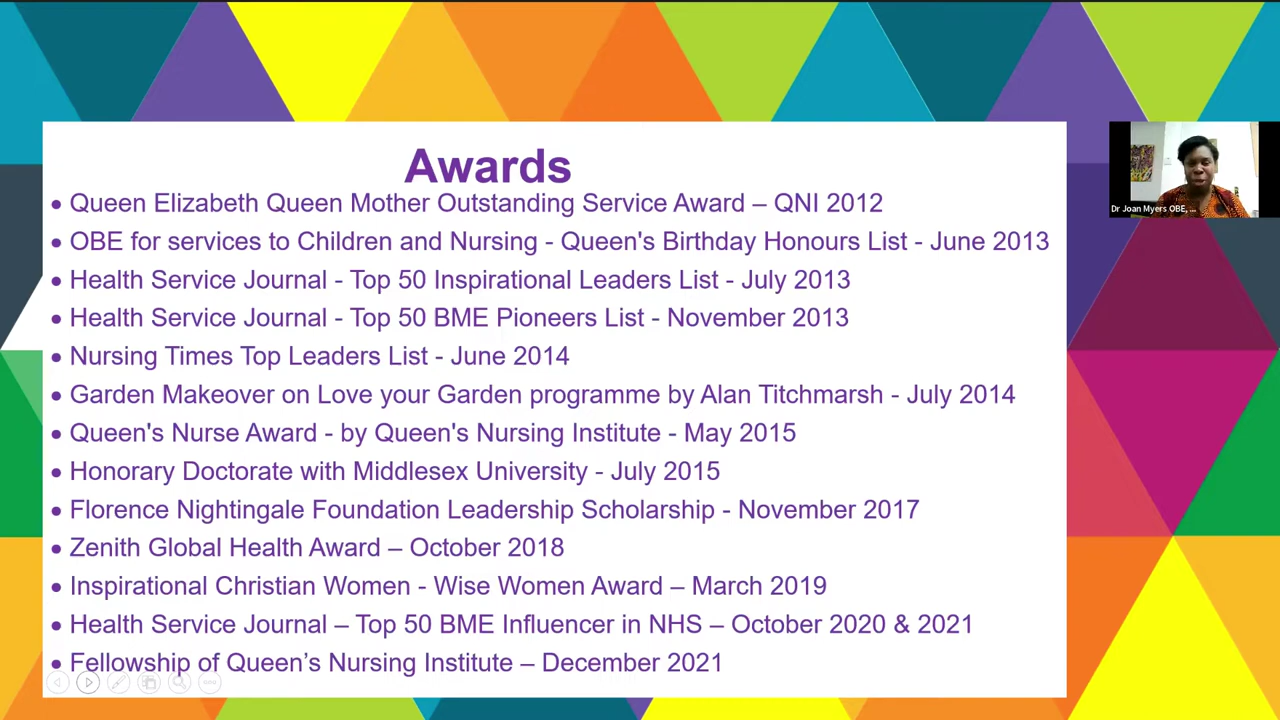 Awards
• Queen Elizabeth Queen Mother Outstanding Service Award – QNI 2012
• OBE for services to Children and Nursing - Queen's Birthday Honours List - June 2013
• Health Service Journal - Top 50 Inspirational Leaders List - July 2013
• Health Service Journal - Top 50 BME Pioneers List - November 2013
• Nursing Times Top Leaders List - June 2014
• Garden Makeover on Love your Garden programme by Alan Titchmarsh - July 2014
• Queen's Nurse Award - by Queen's Nursing Institute - May 2015
• Honorary Doctorate with Middlesex University - July 2015
• Florence Nightingale Foundation Leadership Scholarship - November 2017
• Zenith Global Health Award – October 2018
• Inspirational Christian Women - Wise Women Award – March 2019
• Health Service Journal – Top 50 BME Influencer in NHS – October 2020 & 2021
• Fellowship of Queen’s Nursing Institute – December 2021
Dr Joan Myers OBE, ...